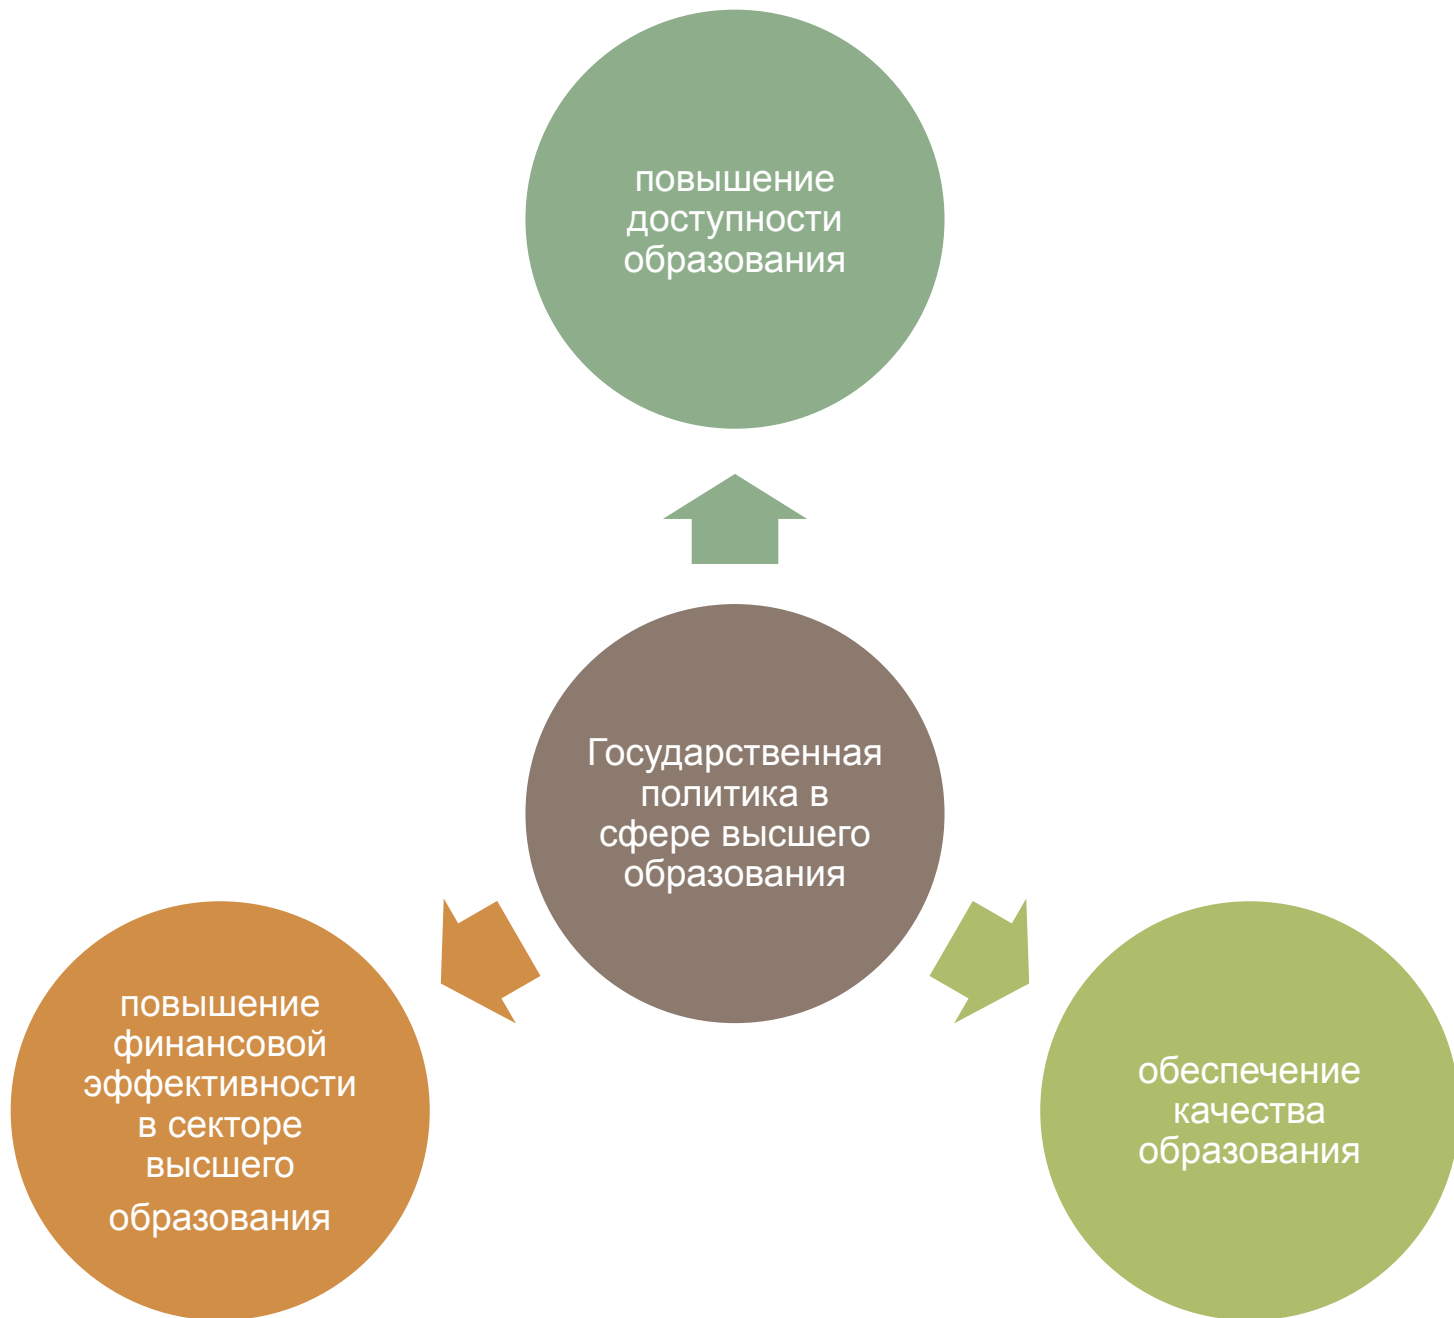 повышение
доступности
образования
Государственная
политика в
сфере высшего
образования
повышение
финансовой
эффективности
в секторе
высшего
образования
обеспечение
качества
образования